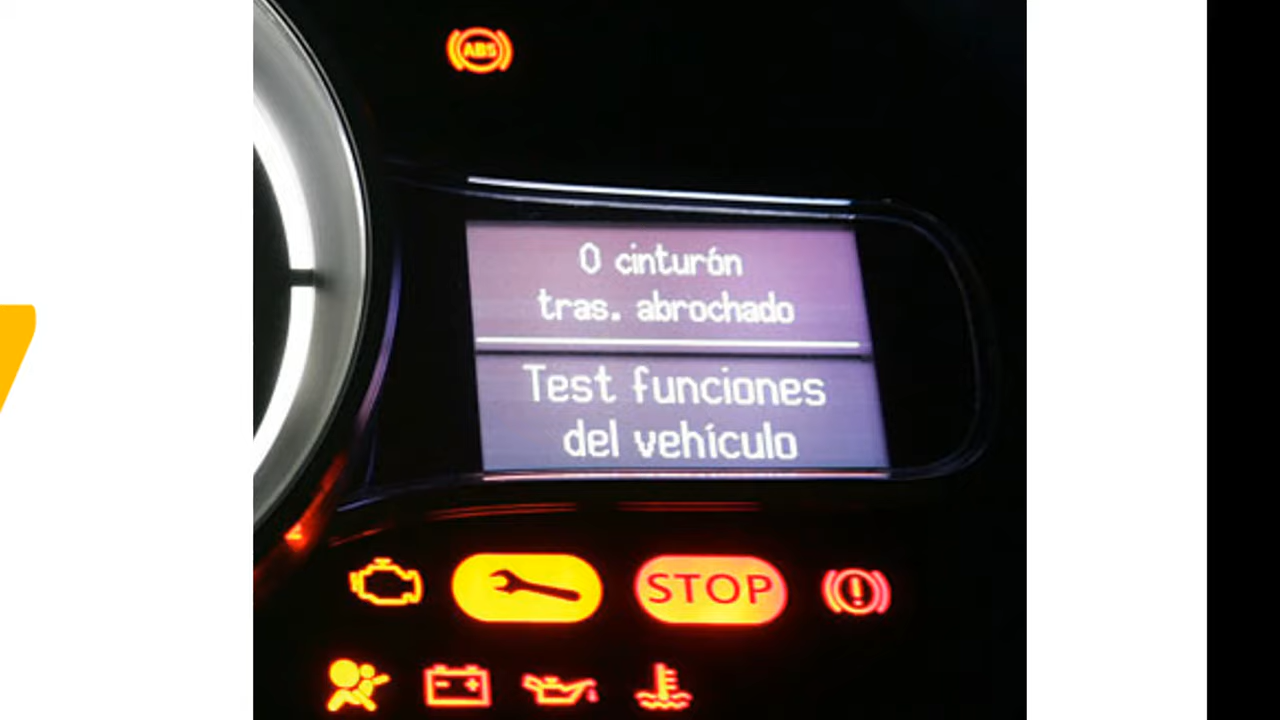 ABS
0 cinturón
tras. abrochado
Test funciones
del vehículo
STOP